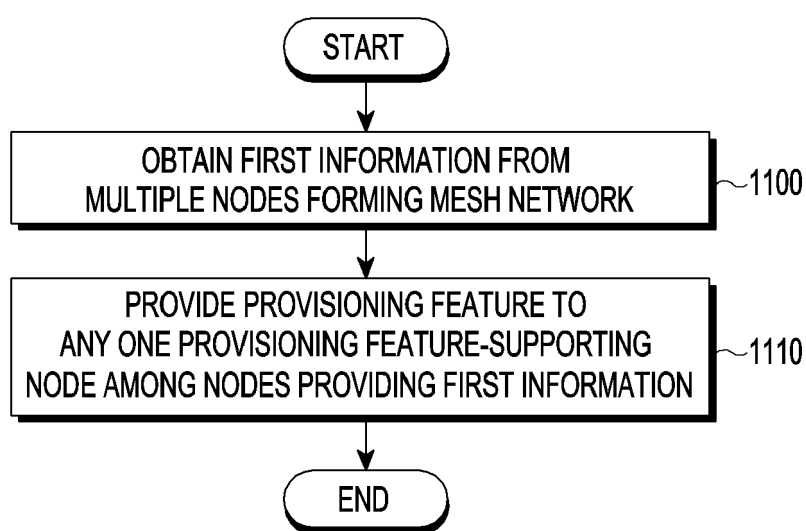 START
OBTAIN FIRST INFORMATION FROM
MULTIPLE NODES FORMING MESH NETWORK
1100
PROVIDE PROVISIONING FEATURE TO
ANY ONE PROVISIONING FEATURE-SUPPORTING
NODE AMONG NODES PROVIDING FIRST INFORMATION
1110
END